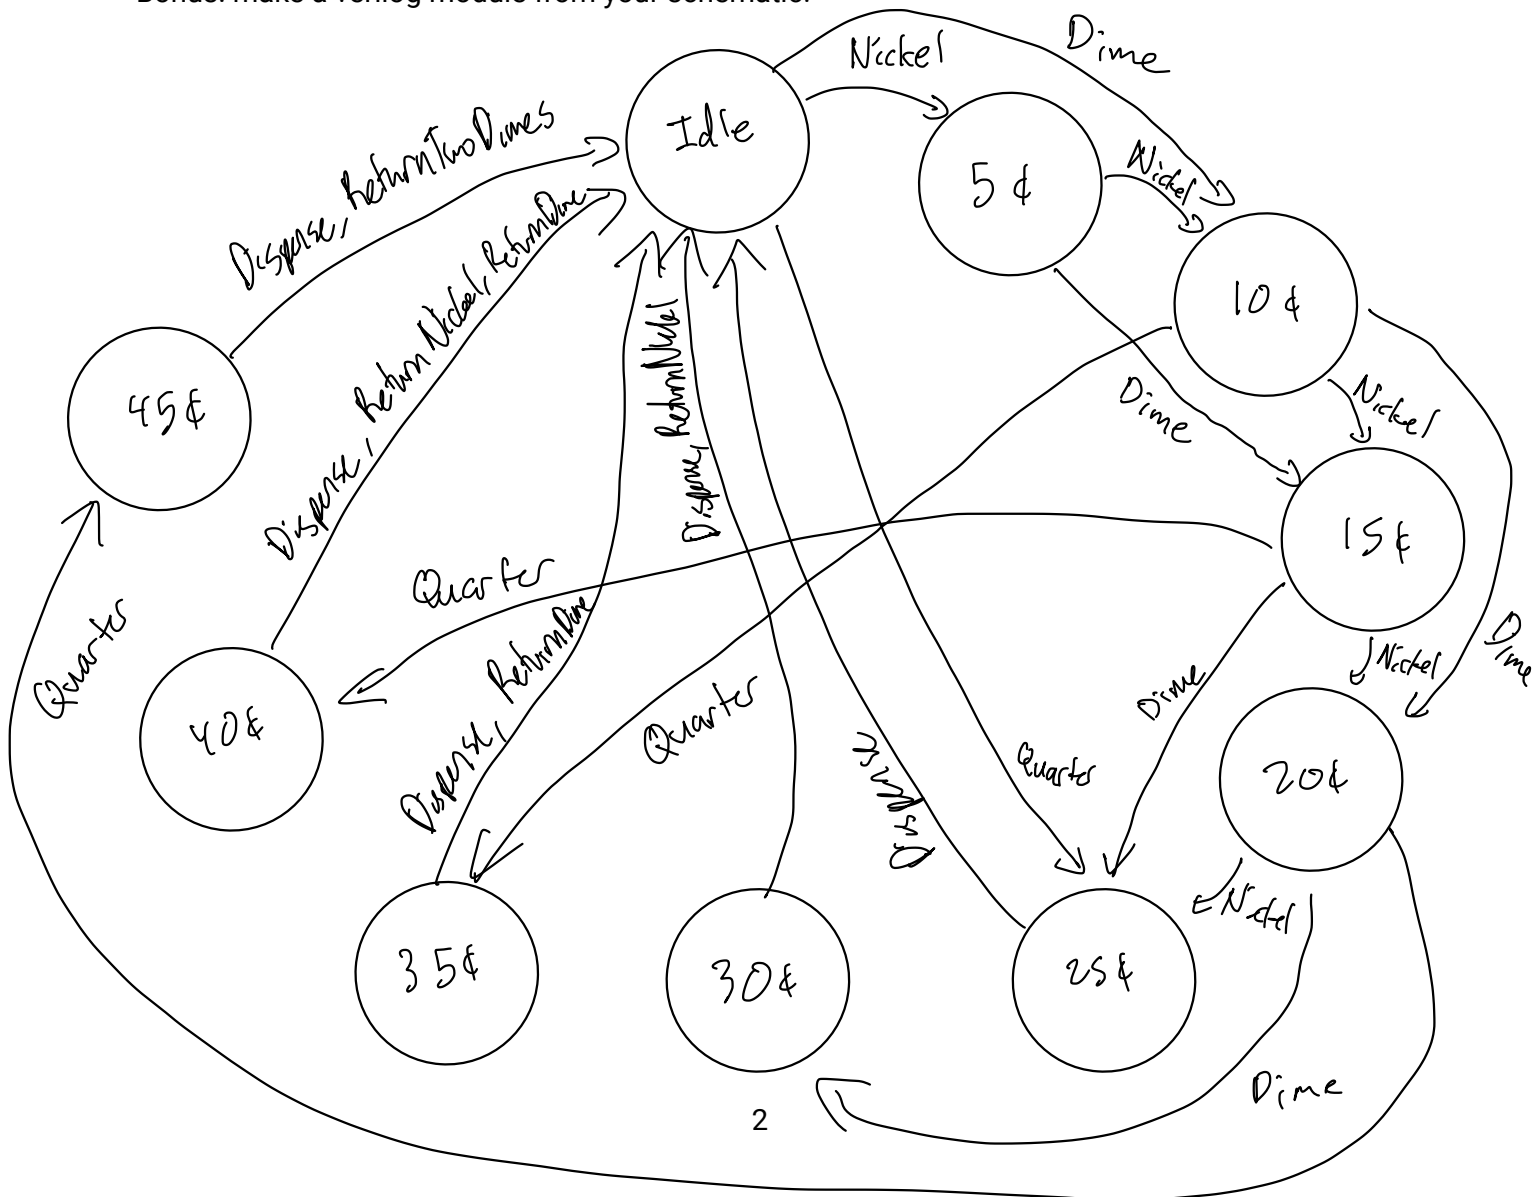 Bonus: make a Verilog module from your schematic.
Dime
Nickel
Idle
Dispense, ReturnTwoDimes
Nickel
5¢
Dispense, ReturnNickel, ReturnDime
10¢
Dispense, ReturnNickel
45¢
Dime
Nickel
15¢
Quarter
Quarter
Dispense, ReturnDime
Nickel
Dime
Dime
Quarter
40¢
Dispense
Quarter
20¢
Nickel
35¢
30¢
25¢
Dime
2